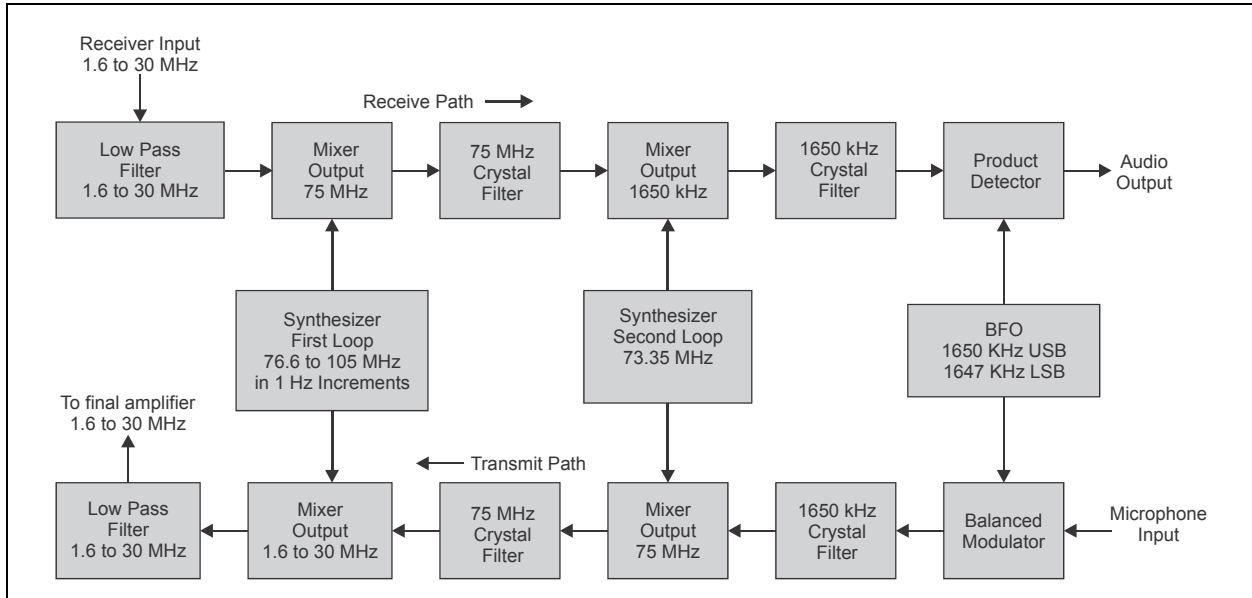 Receiver Input
1.6 to 30 MHz
Receive Path
Low Pass
Filter
1.6 to 30 MHz
Mixer
Output
75 MHz
75 MHz
Crystal
Filter
Mixer
Output
1650 kHz
1650 kHz
Crystal
Filter
Product
Detector
Audio
Output
Synthesizer
First Loop
76.6 to 105 MHz
in 1 Hz Increments
Synthesizer
Second Loop
73.35 MHz
BFO
1650 KHz USB
1647 KHz LSB
To final amplifier
1.6 to 30 MHz
Transmit Path
Low Pass
Filter
1.6 to 30 MHz
Mixer
Output
1.6 to 30 MHz
75 MHz
Crystal
Filter
Mixer
Output
75 MHz
1650 kHz
Crystal
Filter
Balanced
Modulator
Microphone
Input